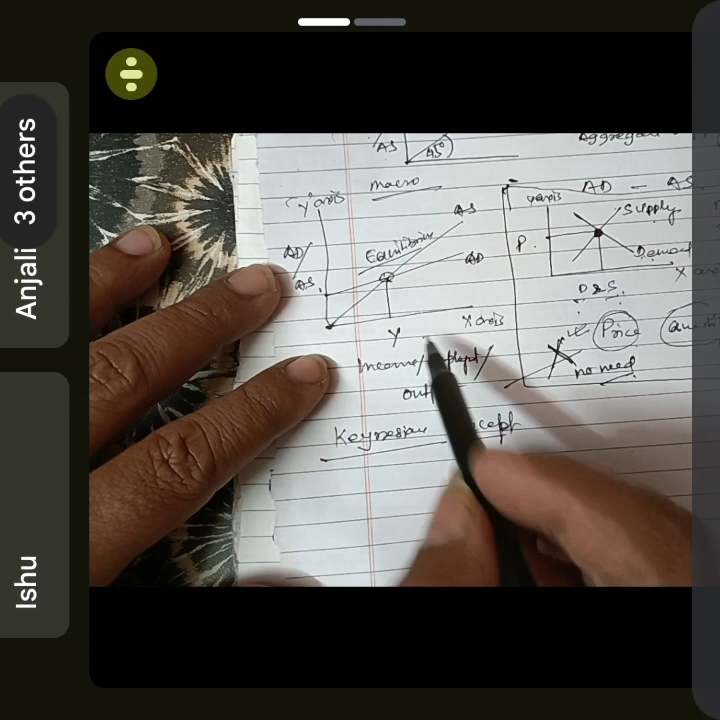 3 others
Anjali
Ishu
AS
45°
Aggregate
macro
y axis
AS
Equilibrium
AD/
AS.
AD
X axis
Y
Income/
Keynesian
AD - AS
y axis
Supply
P.
Demand
D & S.
Price
no need